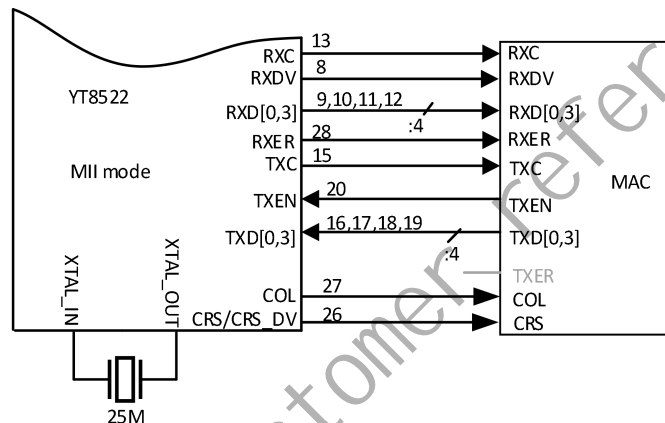 YT8522
MII mode
XTAL_IN
XTAL_OUT
25M
RXC 13 RXC
RXDV 8 RXDV
RXD[0,3] 9,10,11,12 :4 RXD[0,3]
RXER 28 RXER
TXC 15 TXC
TXEN 20 TXEN
TXD[0,3] 16,17,18,19 :4 TXD[0,3]
TXER
COL 27 COL
CRS/CRS_DV 26 CRS
MAC
stomer refer